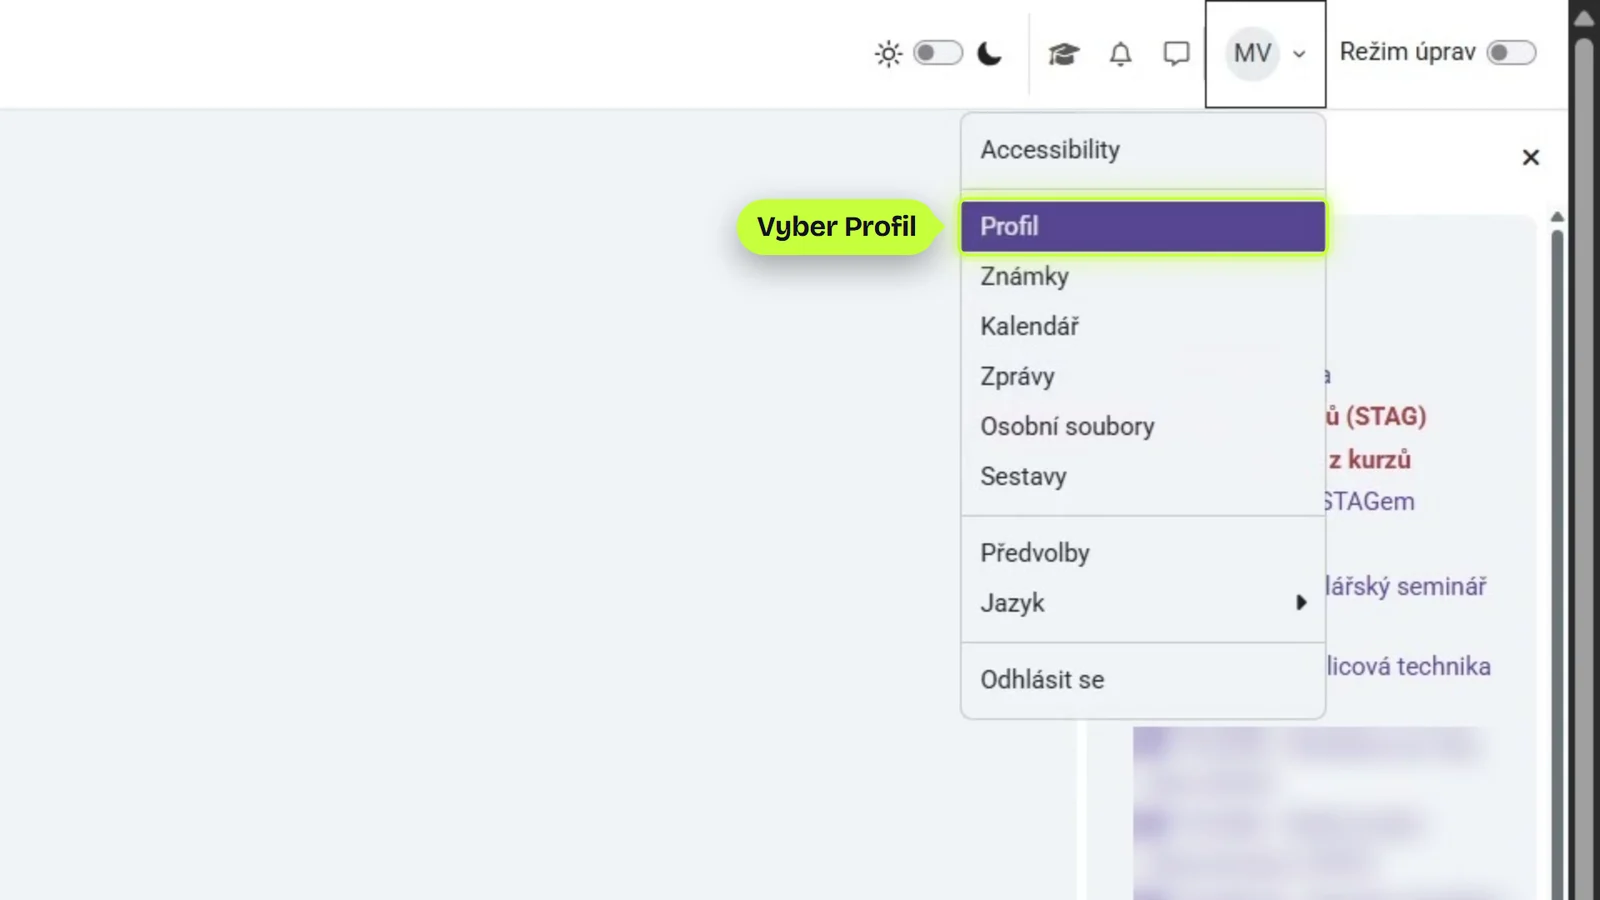 MV
Režim úprav
Accessibility
Vyber Profil
Profil
Známky
Kalendář
Zprávy
a
Osobní soubory
ů (STAG)
z kurzů
Sestavy
STAGem
Předvolby
lářský seminář
Jazyk
licová technika
Odhlásit se